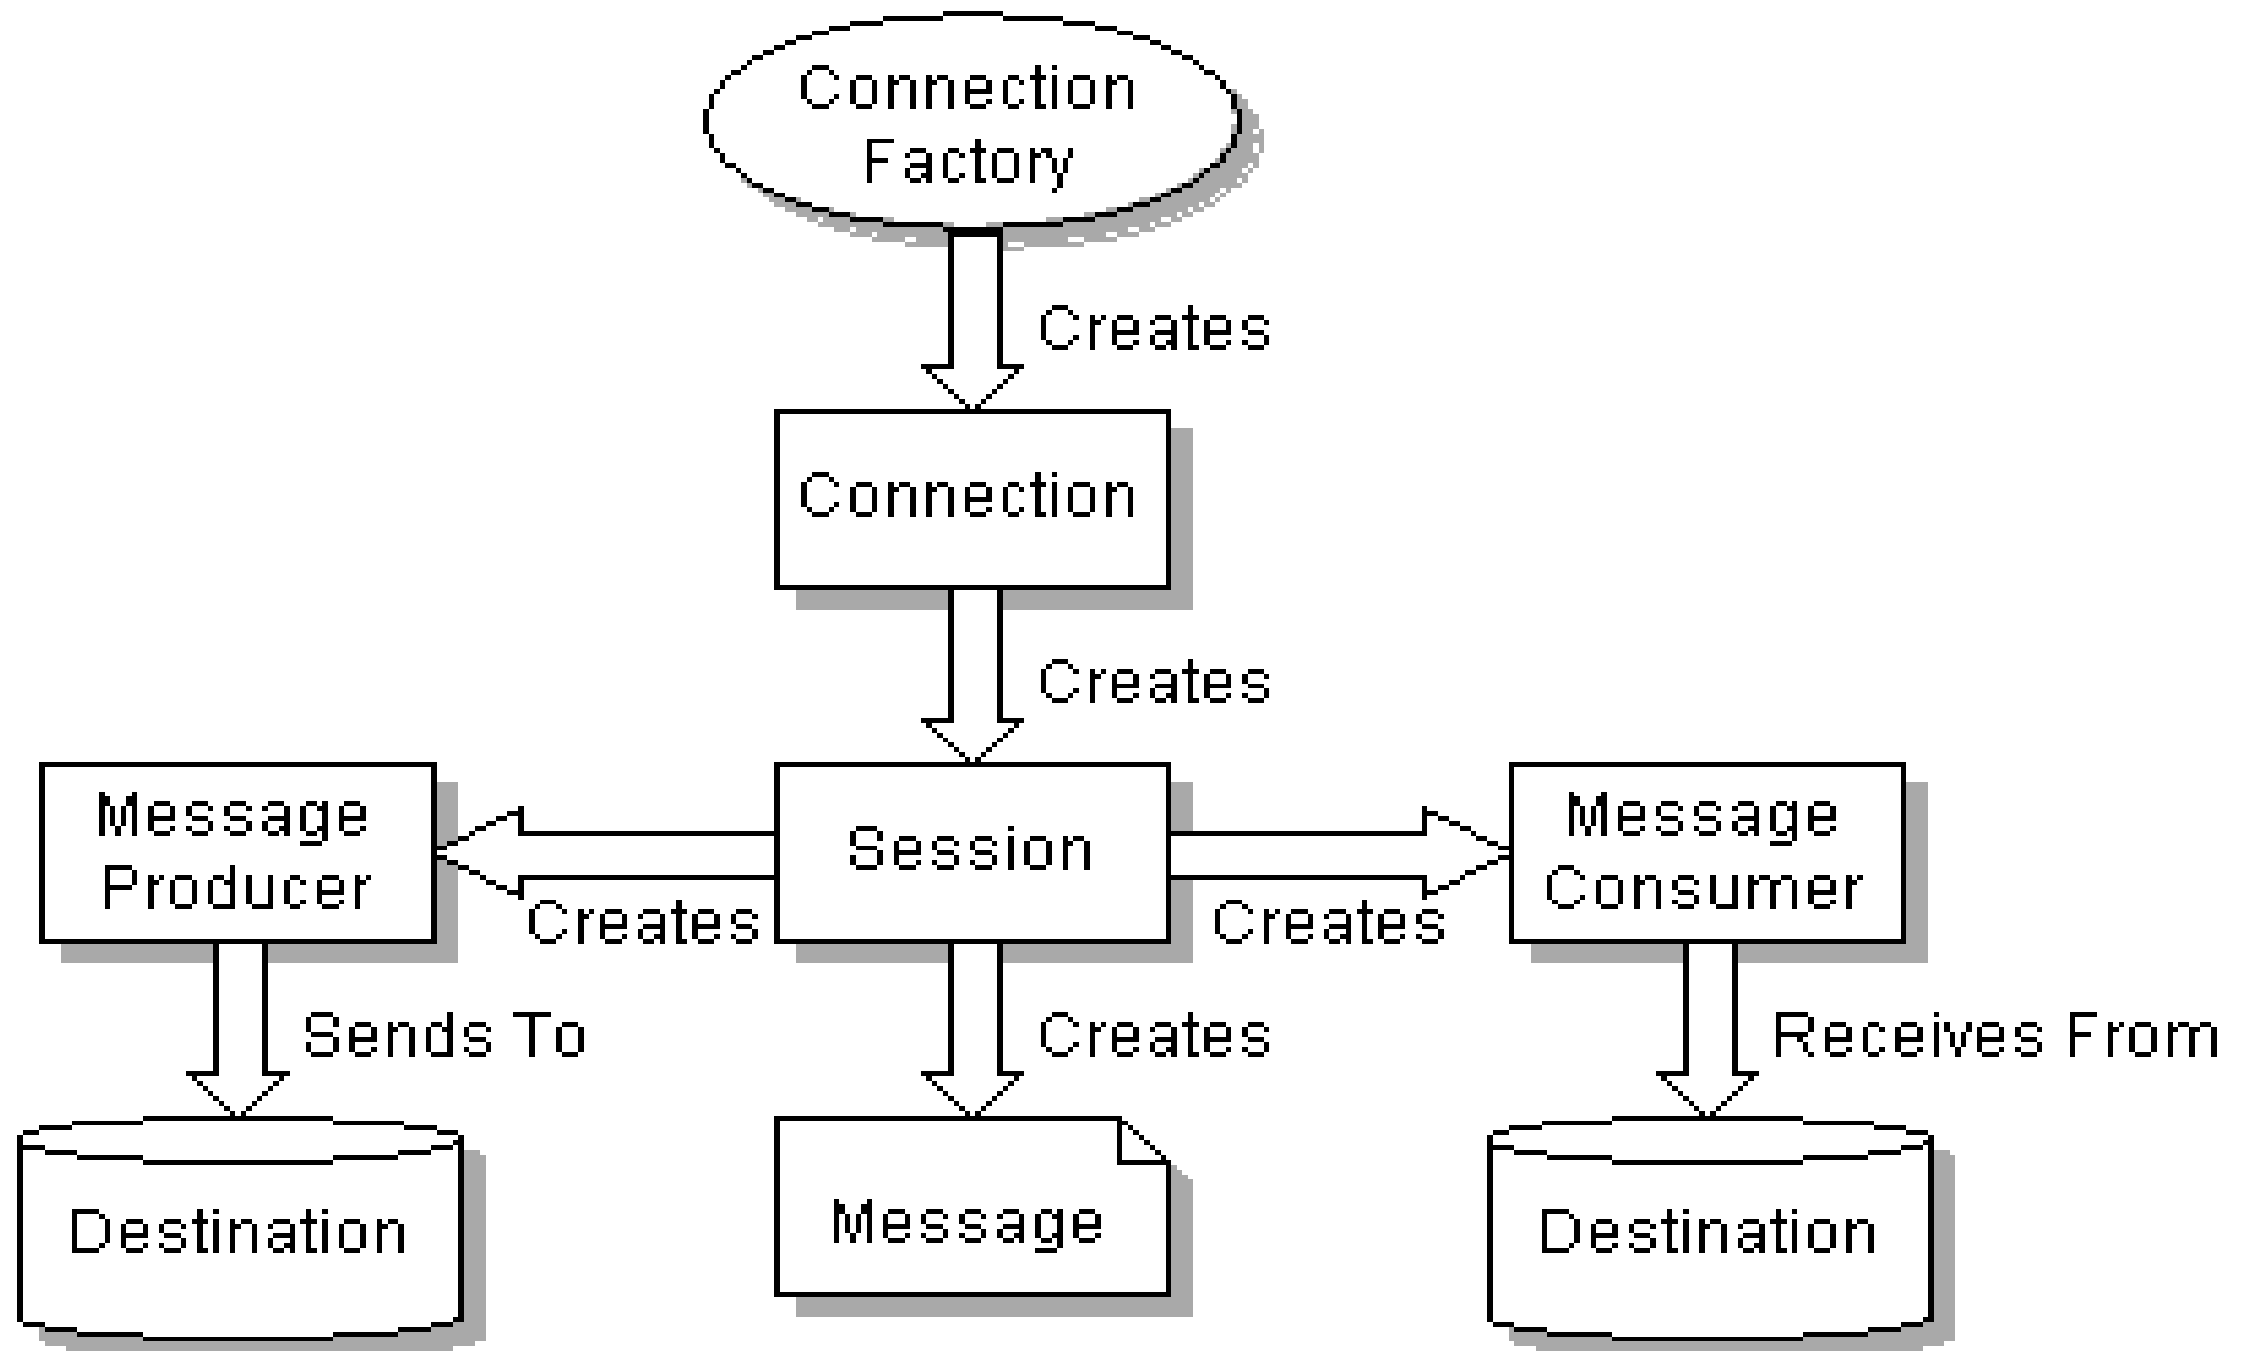 Connection
Factory
Creates
Connection
Creates
Message
Producer
Creates
Session
Creates
Message
Consumer
Sends To
Creates
Receives From
Destination
Message
Destination